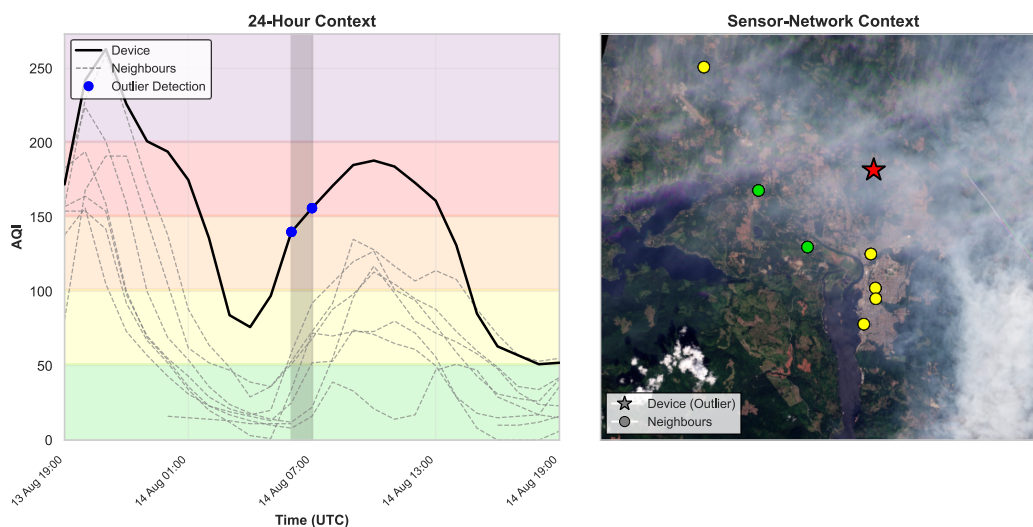 24-Hour Context
Device
Neighbours
Outlier Detection
AQI
250
200
150
100
50
0
13 Aug 19:00
14 Aug 01:00
14 Aug 07:00
14 Aug 13:00
14 Aug 19:00
Time (UTC)
Sensor-Network Context
Device (Outlier)
Neighbours